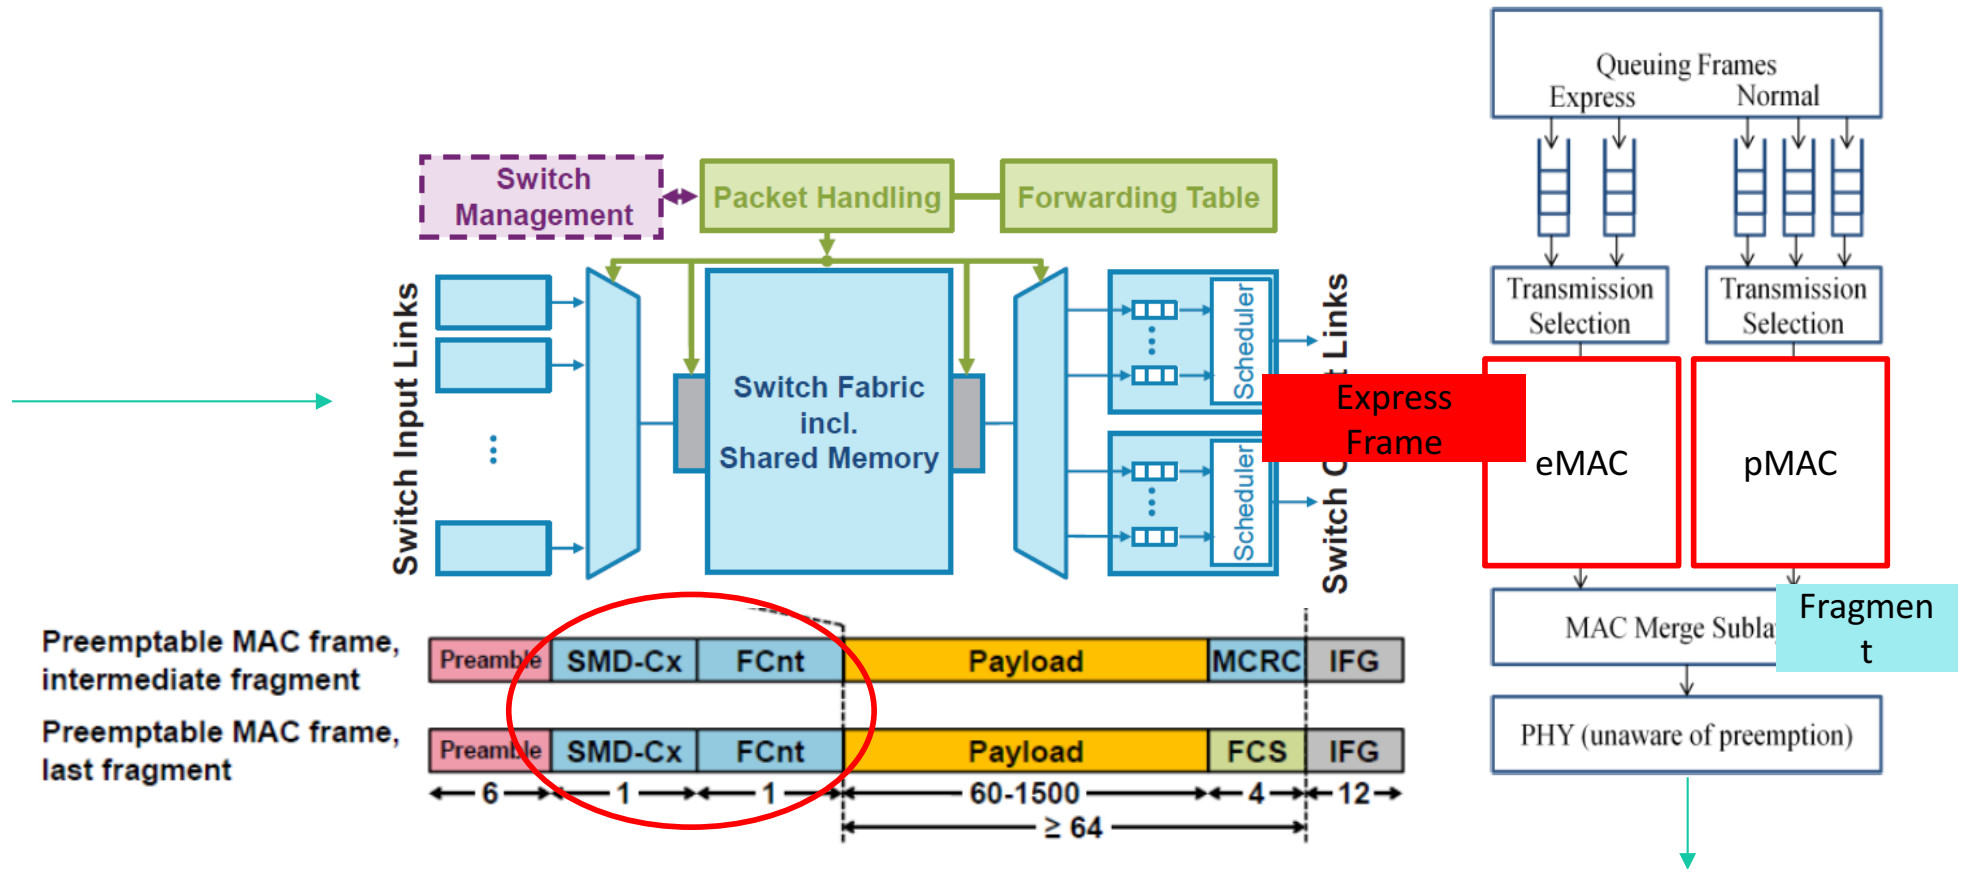 Queuing Frames
Express
Normal
Switch
Management
Packet Handling
Forwarding Table
Switch Input Links
Switch Fabric
incl.
Shared Memory
Scheduler
Scheduler
Switch O
t Links
Transmission
Selection
Transmission
Selection
Express
Frame
eMAC
pMAC
MAC Merge Subla
Fragmen
t
PHY (unaware of preemption)
Preemptable MAC frame,
intermediate fragment
Preamble SMD-Cx FCnt Payload MCRC IFG
Preemptable MAC frame,
last fragment
Preamble SMD-Cx FCnt Payload FCS IFG
6 1 1 60-1500 4 12
≥ 64